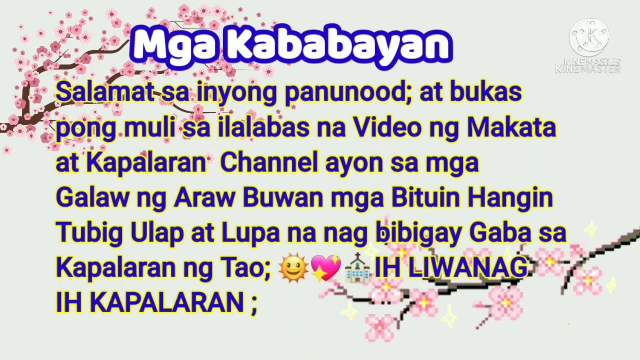 Mga Kababayan
KINEMASTER
KINEMASTER
Salamat sa inyong panunood; at bukas
pong muli sa ilalabas na Video ng Makata
at Kapalaran Channel ayon sa mga
Galaw ng Araw Buwan mga Bituin Hangin
Tubig Ulap at Lupa na nag bibigay Gaba sa
Kapalaran ng Tao; 🌞💖⛪IH LIWANAG
IH KAPALARAN ;